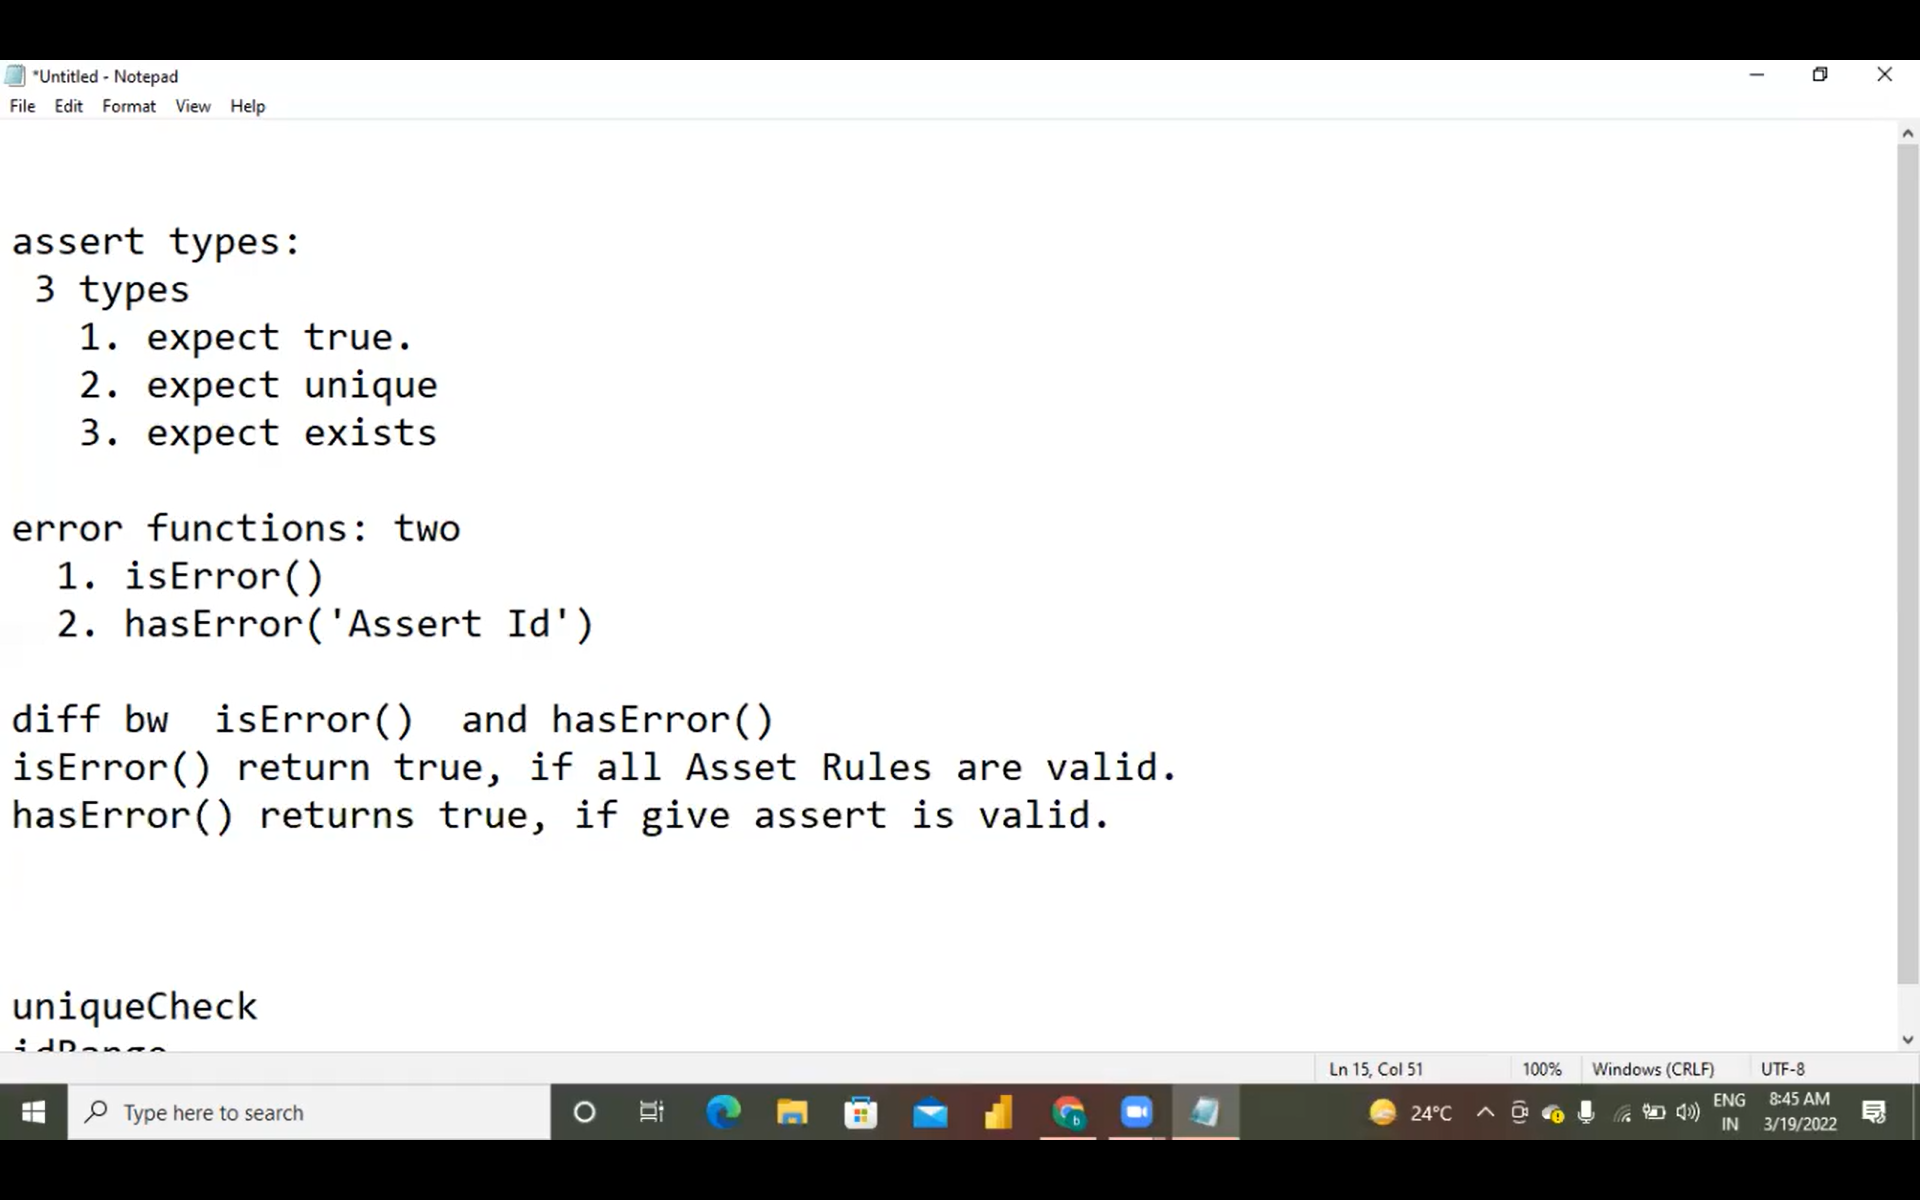 *Untitled - Notepad
File Edit Format View Help
assert types:
3 types
1. expect true.
2. expect unique
3. expect exists
error functions: two
1. isError()
2. hasError('Assert Id')
diff bw  isError()  and hasError()
isError() return true, if all Asset Rules are valid.
hasError() returns true, if give assert is valid.
uniqueCheck
idRange
Ln 15, Col 51 100% Windows (CRLF) UTF-8
Type here to search
24°C
ENG
IN
8:45 AM
3/19/2022